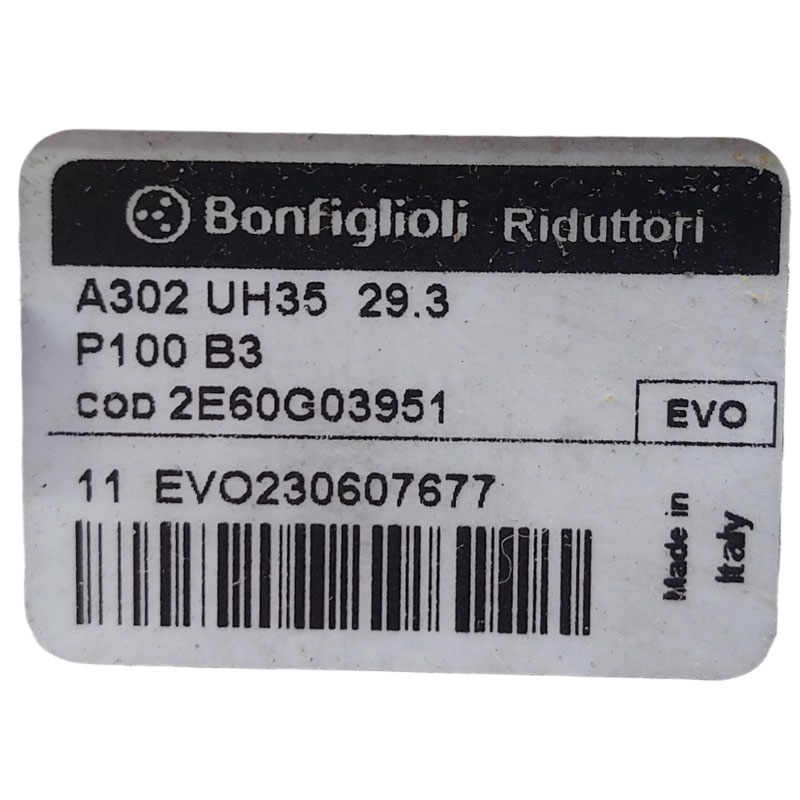 Bonfiglioli Riduttori
A302 UH35 29.3
P100 B3
COD 2E60G03951
EVO
11 EVO230607677
Made in
Italy